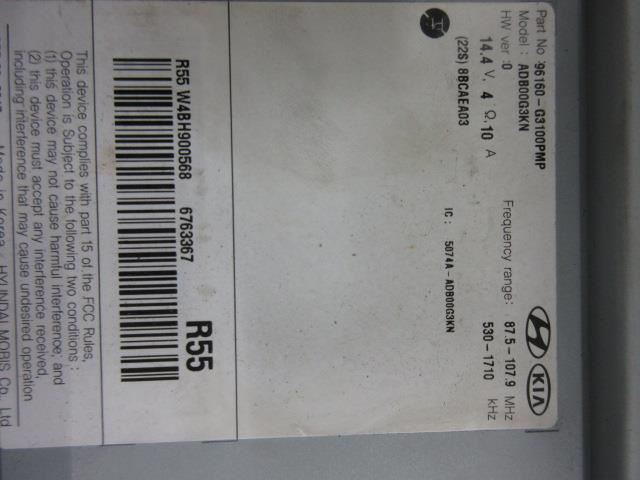 Part No 96160-G3100PMP
Model : ADB00G3KN
HW ver :0
Frequency range: 87.5-107.9 MHz
530-1710 kHz
14.4 V, 4 Ω, 10 A
(22S) 8BCAEA03
IC : 5074A-ADB00G3KN
KIA
R55
R55 W4BH900568 6763367
This device complies with part 15 of the FCC Rules,
Operation is Subject to the following two conditions :
(1) this device may not cause harmful interference, and
(2) this device must accept any interference received,
including interference that may cause undesired operation
Made in Korea HYUNDAI MOBIS Co., Ltd